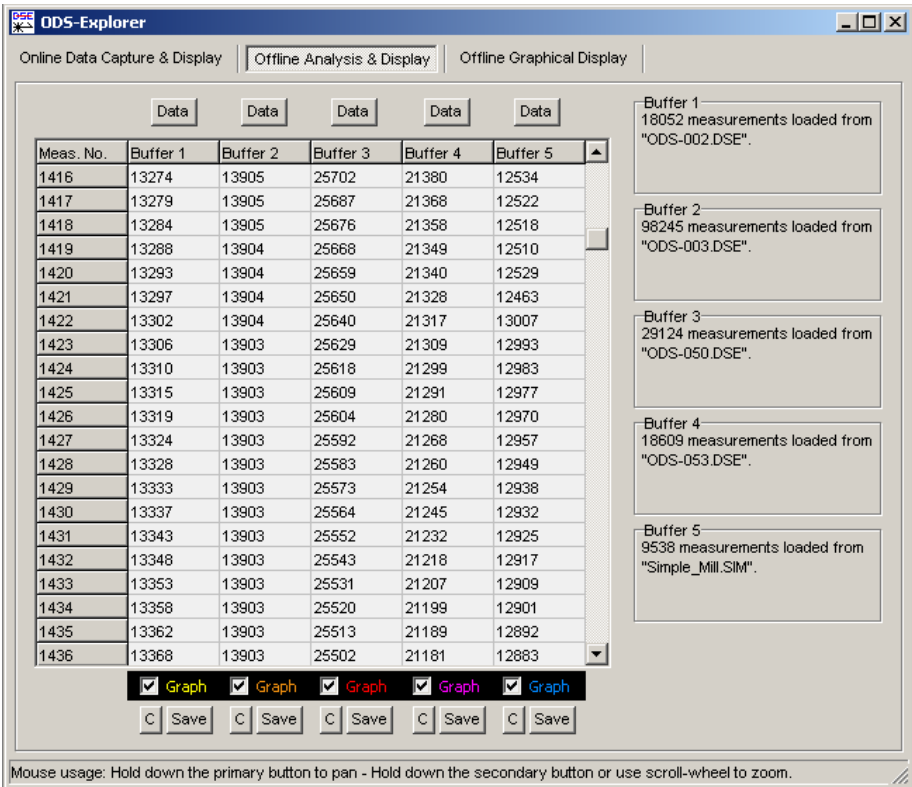 DSE ODS-Explorer
Online Data Capture & Display Offline Analysis & Display Offline Graphical Display
Data Data Data Data Data
Meas. No. Buffer 1 Buffer 2 Buffer 3 Buffer 4 Buffer 5
1416 13274 13905 25702 21380 12534
1417 13279 13905 25687 21368 12522
1418 13284 13905 25676 21358 12518
1419 13288 13904 25668 21349 12510
1420 13293 13904 25659 21340 12529
1421 13297 13904 25650 21328 12463
1422 13302 13904 25640 21317 13007
1423 13306 13903 25629 21309 12993
1424 13310 13903 25618 21299 12983
1425 13315 13903 25609 21291 12977
1426 13319 13903 25604 21280 12970
1427 13324 13903 25592 21268 12957
1428 13328 13903 25583 21260 12949
1429 13333 13903 25573 21254 12938
1430 13337 13903 25564 21245 12932
1431 13343 13903 25552 21232 12925
1432 13348 13903 25543 21218 12917
1433 13353 13903 25531 21207 12909
1434 13358 13903 25520 21199 12901
1435 13362 13903 25513 21189 12892
1436 13368 13903 25502 21181 12883
Graph Graph Graph Graph Graph
C Save C Save C Save C Save C Save
Buffer 1
18052 measurements loaded from
"ODS-002.DSE".
Buffer 2
98245 measurements loaded from
"ODS-003.DSE".
Buffer 3
29124 measurements loaded from
"ODS-050.DSE".
Buffer 4
18609 measurements loaded from
"ODS-053.DSE".
Buffer 5
9538 measurements loaded from
"Simple_Mill.SIM".
Mouse usage: Hold down the primary button to pan - Hold down the secondary button or use scroll-wheel to zoom.